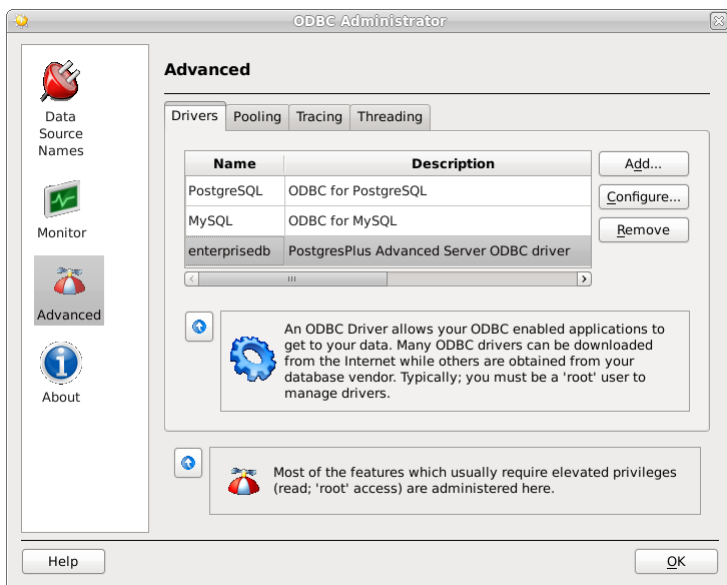 ODBC Administrator
Data
Source
Names
Monitor
Advanced
About
Advanced
Drivers Pooling Tracing Threading
Name Description
PostgreSQL ODBC for PostgreSQL
MySQL ODBC for MySQL
enterprisedb PostgresPlus Advanced Server ODBC driver
Add...
Configure...
Remove
An ODBC Driver allows your ODBC enabled applications to
get to your data. Many ODBC drivers can be downloaded
from the Internet while others are obtained from your
database vendor. Typically; you must be a 'root' user to
manage drivers.
Most of the features which usually require elevated privileges
(read; 'root' access) are administered here.
Help
OK